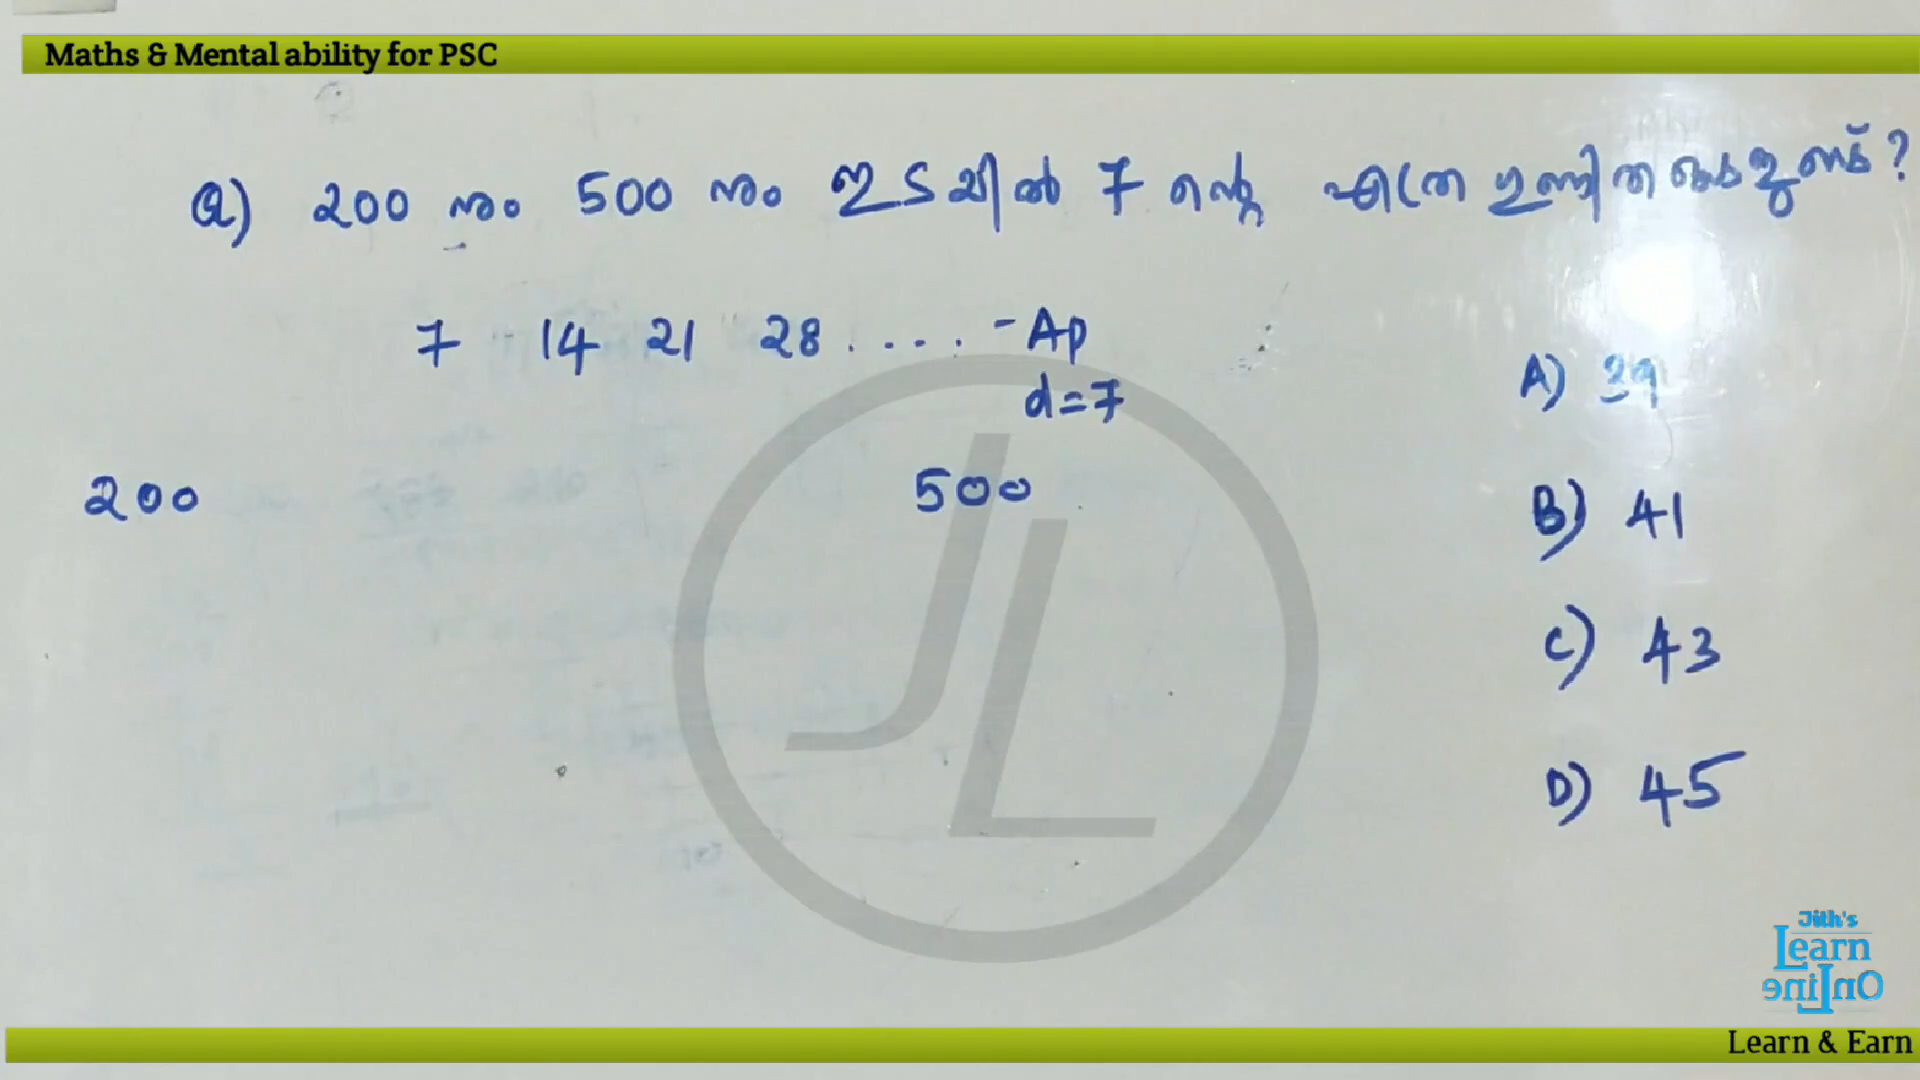 Maths & Mental ability for PSC
Q) 200 നും 500 നും ഇടയിൽ 7 ന്റെ എത്ര ഗുണിതങ്ങളുണ്ട്?
7 14 21 28 .... - Ap
d=7
200 500
A) 39
B) 41
C) 43
D) 45
JL
Jith's
Learn
OnLine
Learn & Earn